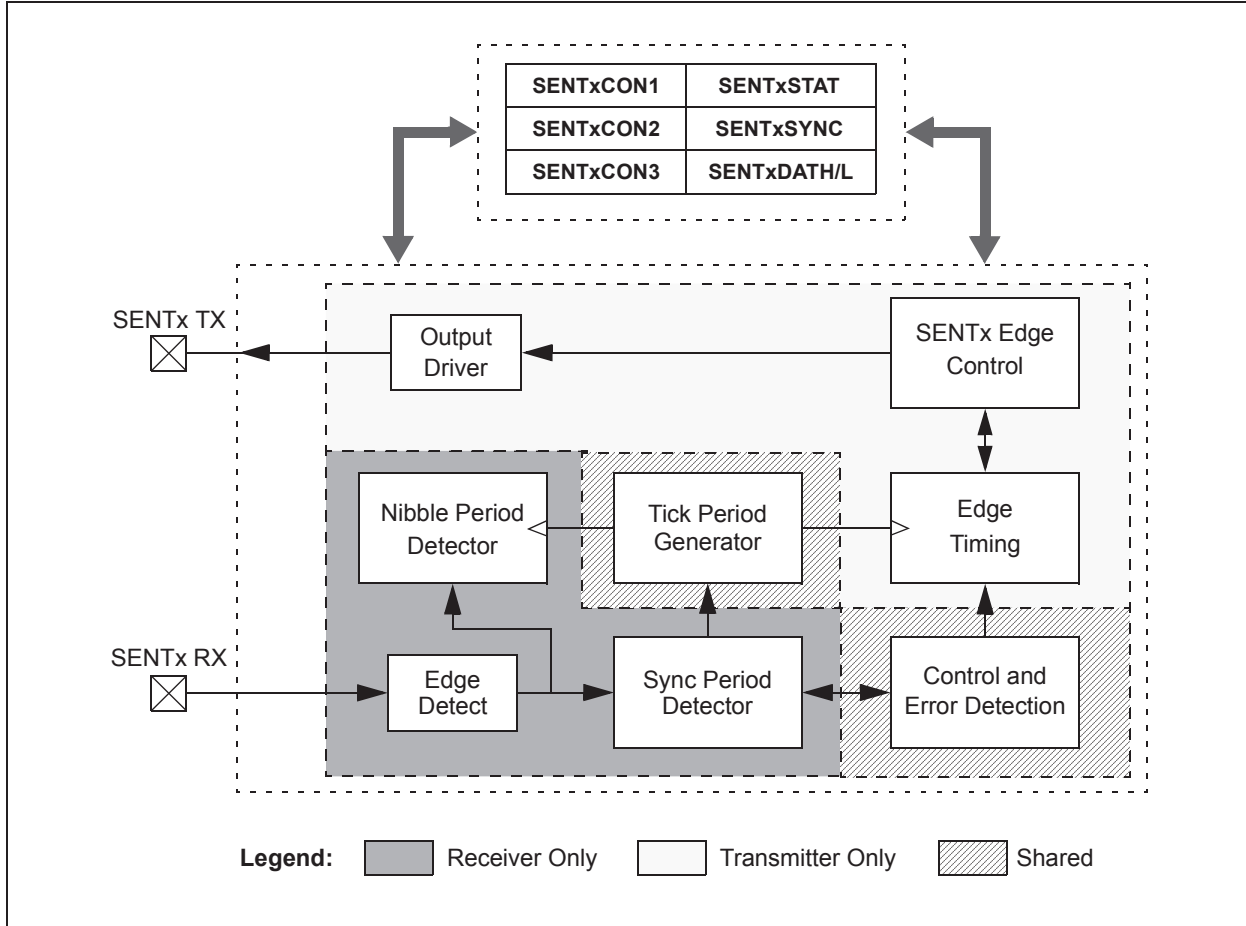 SENTxCON1 SENTxSTAT
SENTxCON2 SENTxSYNC
SENTxCON3 SENTxDATH/L
SENTx TX
Output
Driver
SENTx Edge
Control
Nibble Period
Detector
Tick Period
Generator
Edge
Timing
SENTx RX
Edge
Detect
Sync Period
Detector
Control and
Error Detection
Legend: Receiver Only Transmitter Only Shared